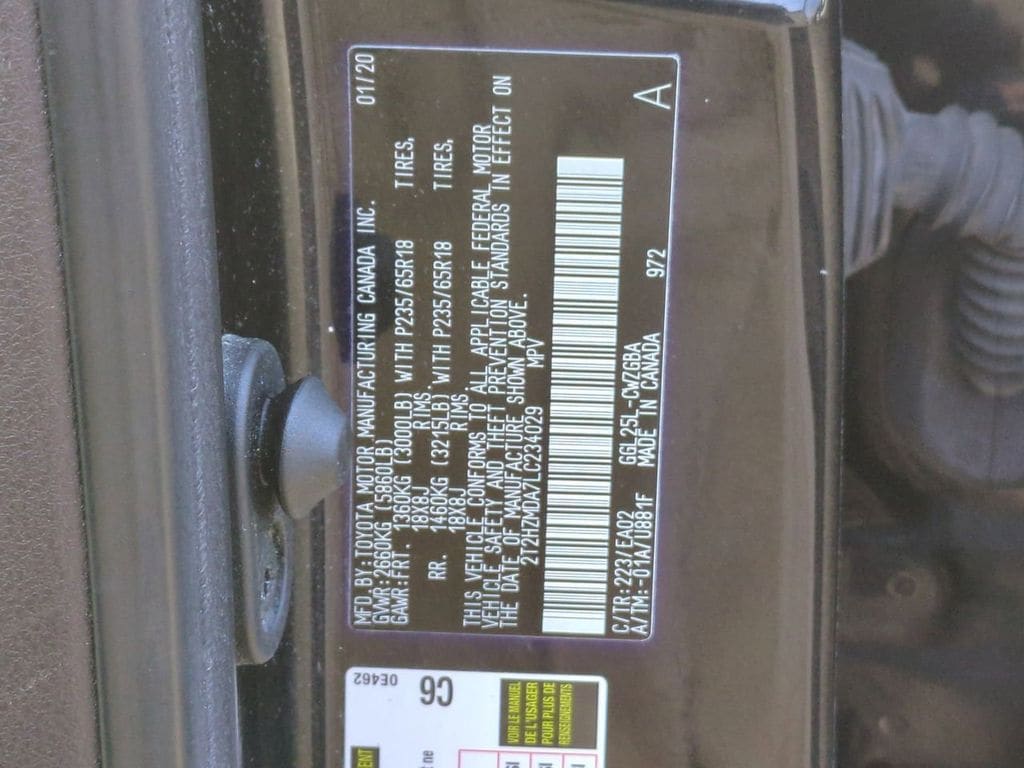 MFD.BY:TOYOTA MOTOR MANUFACTURING CANADA INC. 01/20
GVWR:2660KG (5860LB)
GAWR:FRT. 1360KG (3000LB) WITH P235/65R18 TIRES.
18X8J RIMS.
RR. 1460KG (3215LB) WITH P235/65R18 TIRES.
18X8J RIMS
THIS VEHICLE CONFORMS TO ALL APPLICABLE FEDERAL MOTOR
VEHICLE SAFETY AND THEFT PREVENTION STANDARDS IN EFFECT ON
THE DATE OF MANUFACTURE SHOWN ABOVE.
2T2HZMDA7LC234029 MPV
C/TR:223/EA02 GGL25L-CWZGBA
A/TM:-01A/U881F MADE IN CANADA 972 A
0E462
C6
VOIR LE MANUEL
DE L'USAGER
POUR PLUS DE
RENSEIGNEMENTS
ne